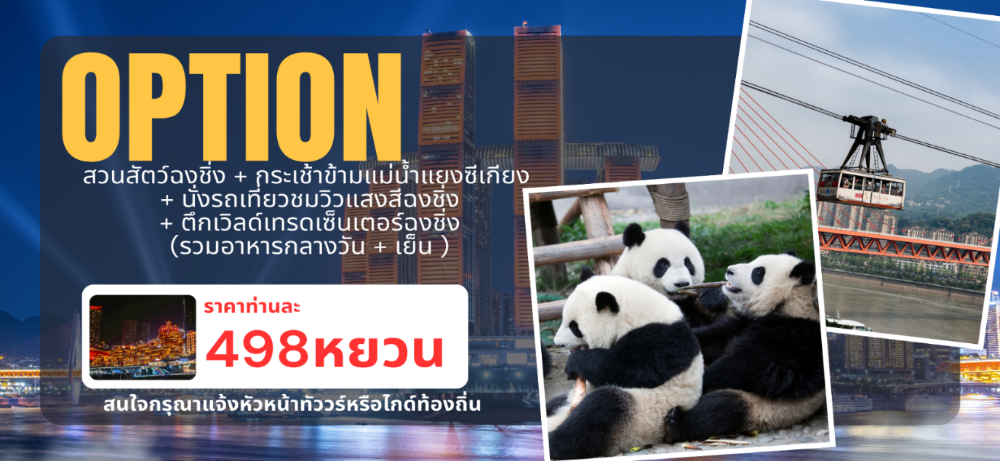 OPTION
สวนสัตว์ฉงชิ่ง + กระเช้าข้ามแม่น้ำแยงซีเกียง
+ นั่งรถเที่ยวชมวิวแสงสีฉงชิ่ง
+ ตึกเวิลด์เทรดเซ็นเตอร์ฉงชิ่ง
(รวมอาหารกลางวัน + เย็น )
ราคาท่านละ
498หยวน
สนใจกรุณาแจ้งหัวหน้าทัววร์หรือไกด์ท้องถิ่น